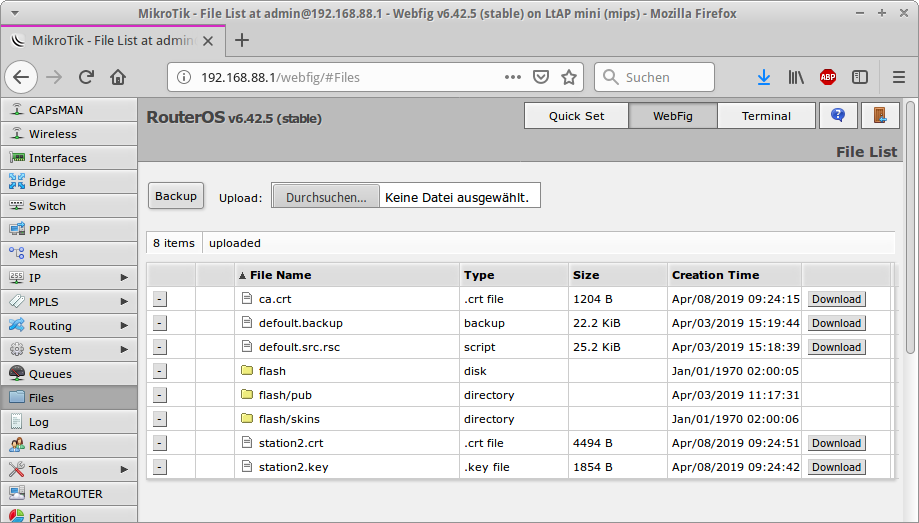 MikroTik - File List at admin@192.168.88.1 - Webfig v6.42.5 (stable) on LtAP mini (mips) - Mozilla Firefox
MikroTik - File List at admin
192.168.88.1/webfig/#Files
Suchen
ABP
CAPsMAN
Wireless
Interfaces
Bridge
Switch
PPP
Mesh
IP
MPLS
Routing
System
Queues
Files
Log
Radius
Tools
MetaROUTER
Partition
RouterOS v6.42.5 (stable)
Quick Set WebFig Terminal
File List
Backup Upload: Durchsuchen... Keine Datei ausgewählt.
8 items uploaded
File Name Type Size Creation Time
- ca.crt .crt file 1204 B Apr/08/2019 09:24:15 Download
- defoult.backup backup 22.2 KiB Apr/03/2019 15:19:44 Download
- defoult.src.rsc script 25.2 KiB Apr/03/2019 15:18:39 Download
- flash disk Jan/01/1970 02:00:05
- flash/pub directory Apr/03/2019 11:17:31
- flash/skins directory Jan/01/1970 02:00:06
- station2.crt .crt file 4494 B Apr/08/2019 09:24:51 Download
- station2.key .key file 1854 B Apr/08/2019 09:24:42 Download